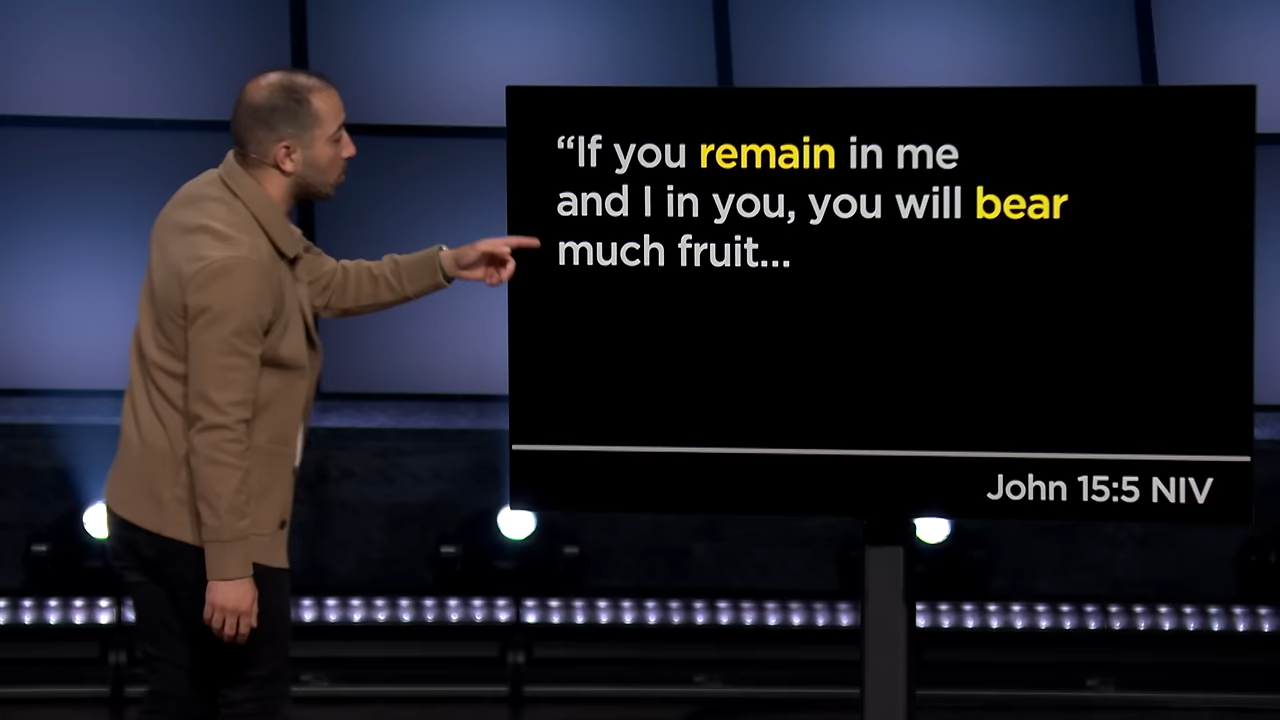 “If you remain in me
and I in you, you will bear
much fruit...
John 15:5 NIV